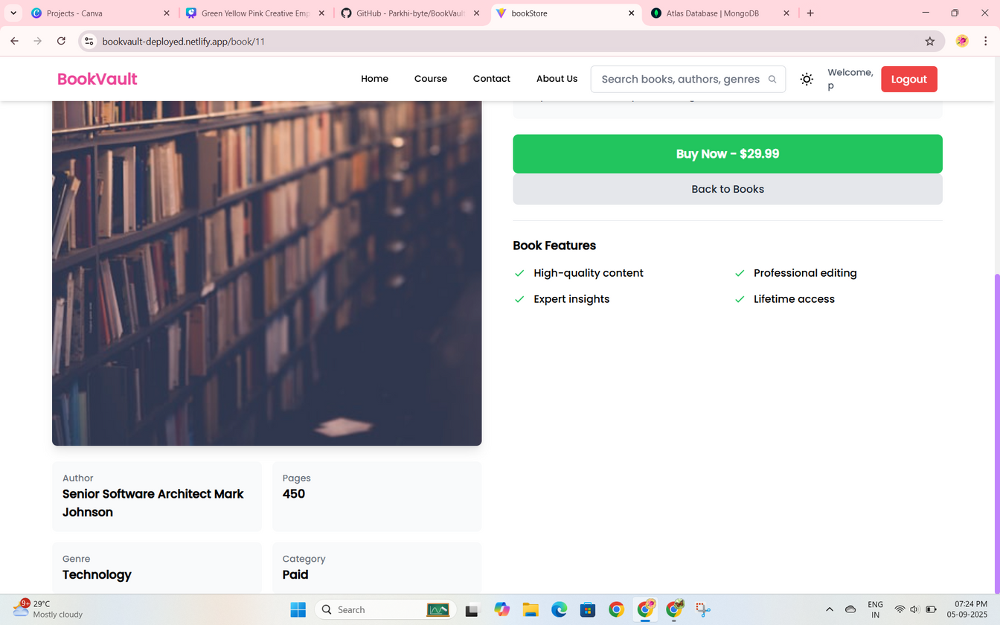 Projects - Canva
Green Yellow Pink Creative Emp
GitHub - Parkhi-byte/BookVault
bookStore
Atlas Database | MongoDB
bookvault-deployed.netlify.app/book/11
BookVault
Home
Course
Contact
About Us
Search books, authors, genres
Welcome,
p
Logout
Buy Now - $29.99
Back to Books
Book Features
High-quality content
Professional editing
Expert insights
Lifetime access
Author
Senior Software Architect Mark
Johnson
Pages
450
Genre
Technology
Category
Paid
9+
29°C
Mostly cloudy
Search
ENG
IN
07:24 PM
05-09-2025